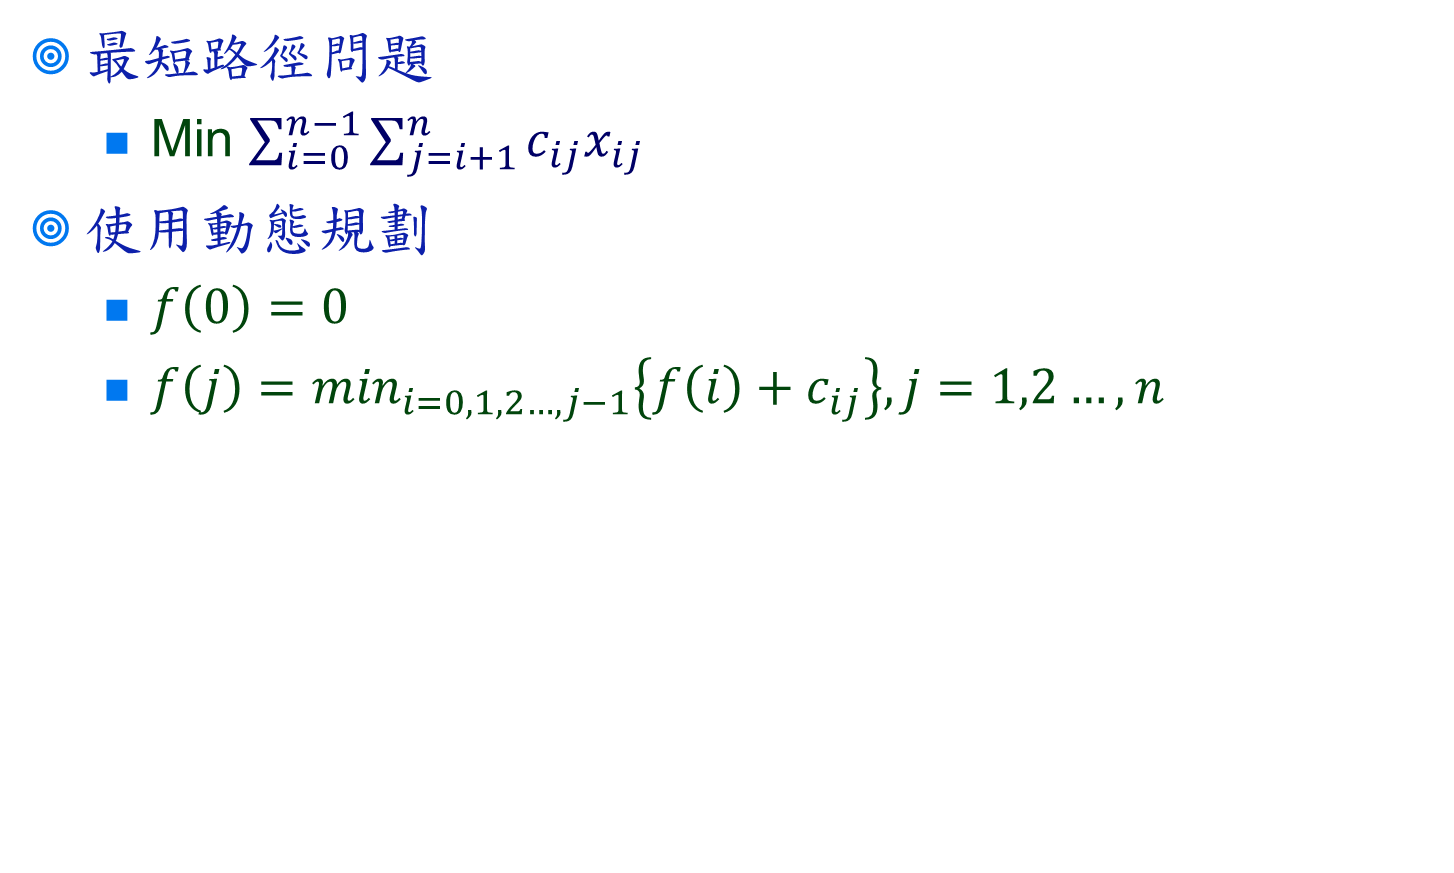 最短路徑問題
Min ∑_{i=0}^{n−1} ∑_{j=i+1}^{n} c_{ij}x_{ij}
使用動態規劃
f(0) = 0
f(j) = min_{i=0,1,2…,j−1}{f(i) + c_{ij}}, j = 1,2 …, n